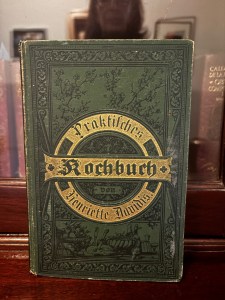 Praktisches
Kochbuch
von
Henriette Davidis